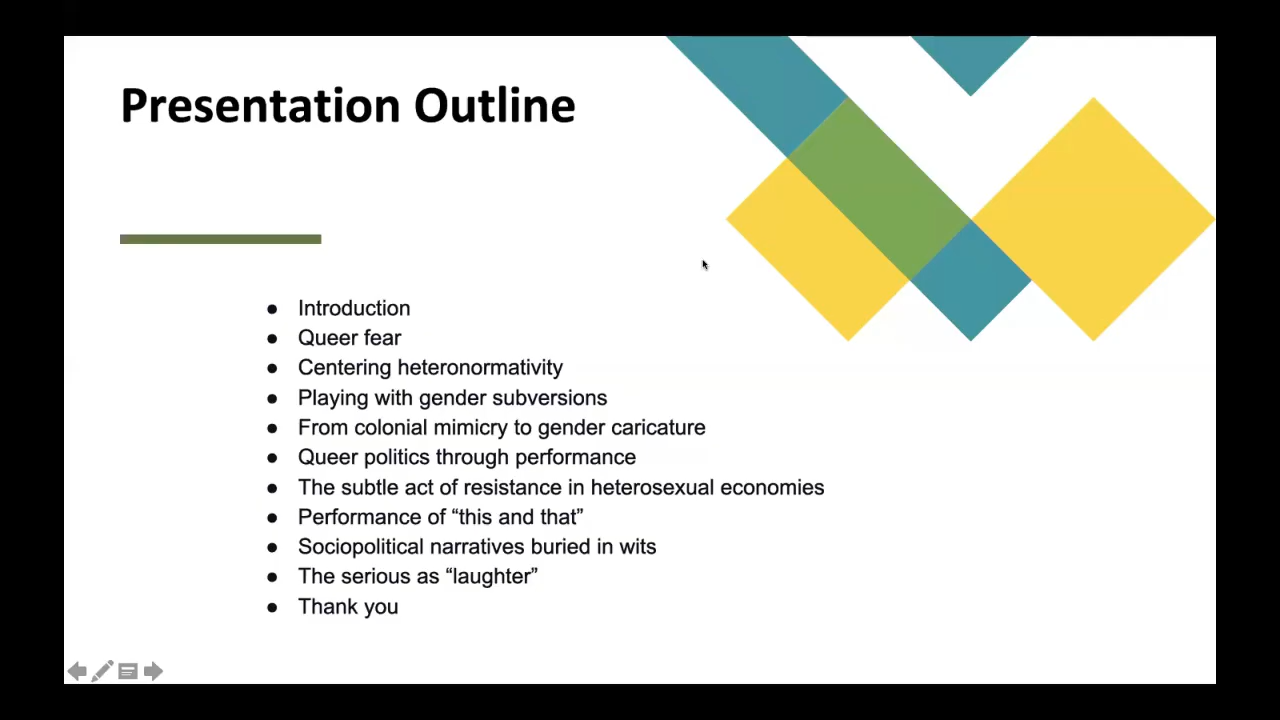 Presentation Outline
● Introduction
● Queer fear
● Centering heteronormativity
● Playing with gender subversions
● From colonial mimicry to gender caricature
● Queer politics through performance
● The subtle act of resistance in heterosexual economies
● Performance of “this and that”
● Sociopolitical narratives buried in wits
● The serious as “laughter”
● Thank you